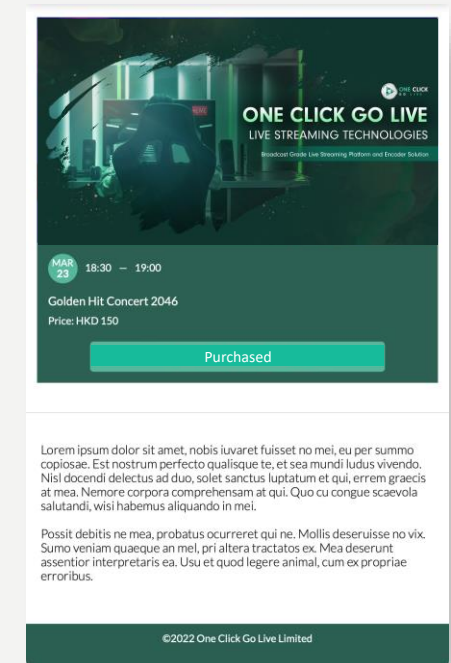 ONE CLICK
GO LIVE
ONE CLICK GO LIVE
LIVE STREAMING TECHNOLOGIES
Broadcast Grade Live Streaming Platform and Encoder Solution
MAR
23
18:30 — 19:00
Golden Hit Concert 2046
Price: HKD 150
Purchased
Lorem ipsum dolor sit amet, nobis iuvaret fuisset no mei, eu per summo
copiosae. Est nostrum perfecto qualisque te, et sea mundi ludus vivendo.
Nisl docendi delectus ad duo, solet sanctus luptatum et qui, errem graecis
at mea. Nemore corpora comprehensam at qui. Quo cu congue scaevola
salutandi, wisi habemus aliquando in mei.
Possit debitis ne mea, probatus ocurreret qui ne. Mollis deseruisse no vix.
Sumo veniam quaeque an mel, pri altera tractatos ex. Mea deserunt
assentior interpretaris ea. Usu et quod legere animal, cum ex propriae
erroribus.
©2022 One Click Go Live Limited